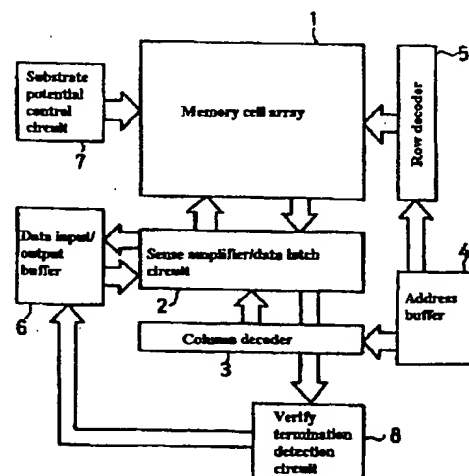 1
5
Substrate
potential
control
circuit
7
Memory cell array
Row decoder
Data input/
output
buffer
6
Sense amplifier/data latch
circuit
2
4
Address
buffer
Column decoder
3
Verify
termination
detection
circuit
8